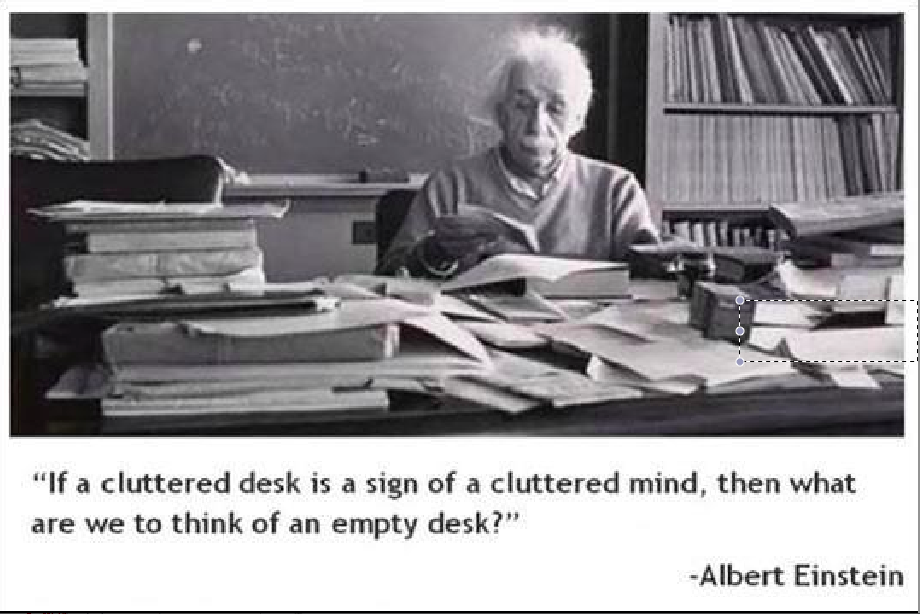 “If a cluttered desk is a sign of a cluttered mind, then what
are we to think of an empty desk?”
-Albert Einstein